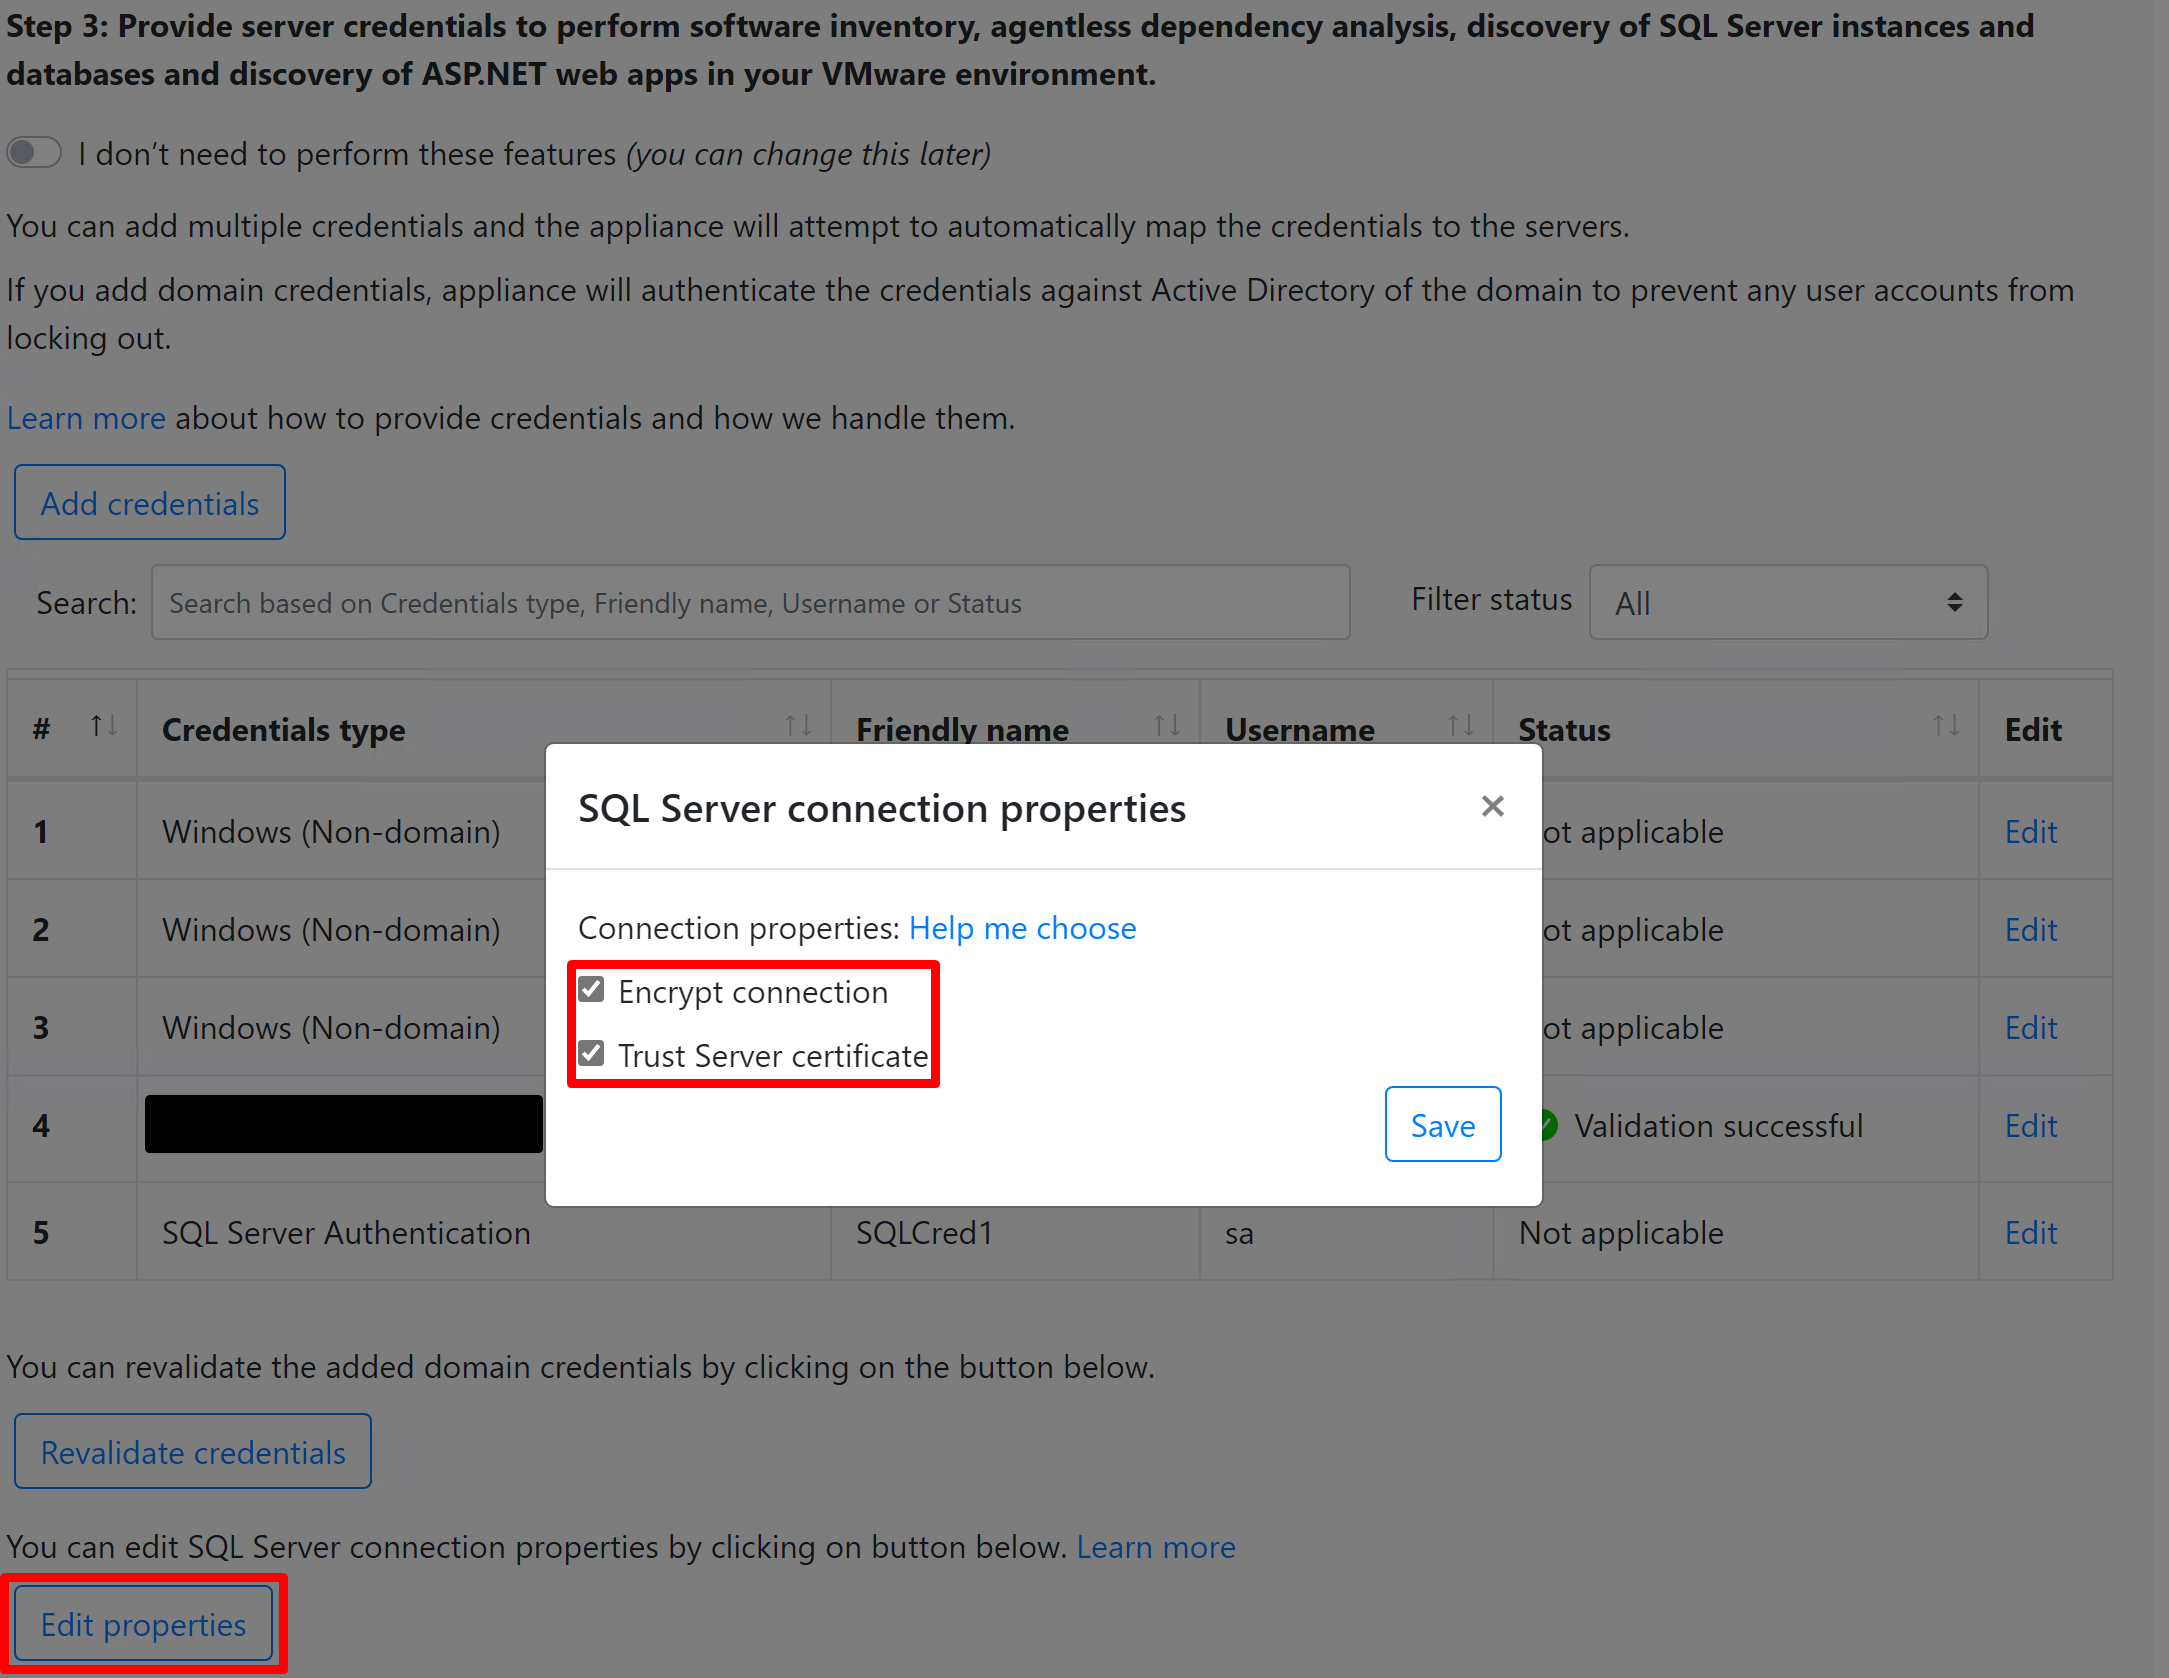 Step 3: Provide server credentials to perform software inventory, agentless dependency analysis, discovery of SQL Server instances and
databases and discovery of ASP.NET web apps in your VMware environment.
I don’t need to perform these features (you can change this later)
You can add multiple credentials and the appliance will attempt to automatically map the credentials to the servers.
If you add domain credentials, appliance will authenticate the credentials against Active Directory of the domain to prevent any user accounts from
locking out.
Learn more about how to provide credentials and how we handle them.
Add credentials
Search: Search based on Credentials type, Friendly name, Username or Status Filter status All
# Credentials type Friendly name Username Status Edit
SQL Server connection properties
Connection properties: Help me choose
Encrypt connection
Trust Server certificate
Save
1 Windows (Non-domain) applicable Edit
2 Windows (Non-domain) applicable Edit
3 Windows (Non-domain) applicable Edit
4 Validation successful Edit
5 SQL Server Authentication SQLCred1 sa Not applicable Edit
You can revalidate the added domain credentials by clicking on the button below.
Revalidate credentials
You can edit SQL Server connection properties by clicking on button below. Learn more
Edit properties